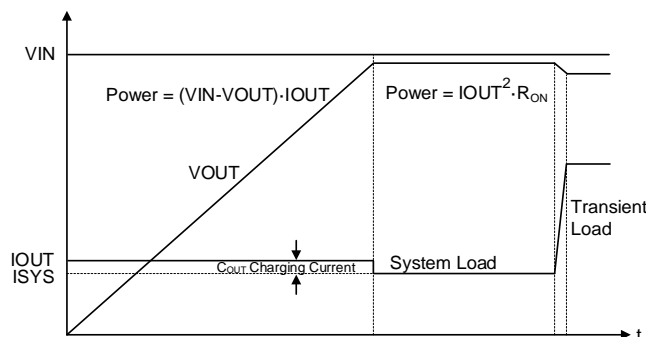 VIN
Power = (VIN-VOUT)·IOUT
Power = IOUT²·RON
VOUT
Transient
Load
IOUT
ISYS
COUT Charging Current
System Load
t